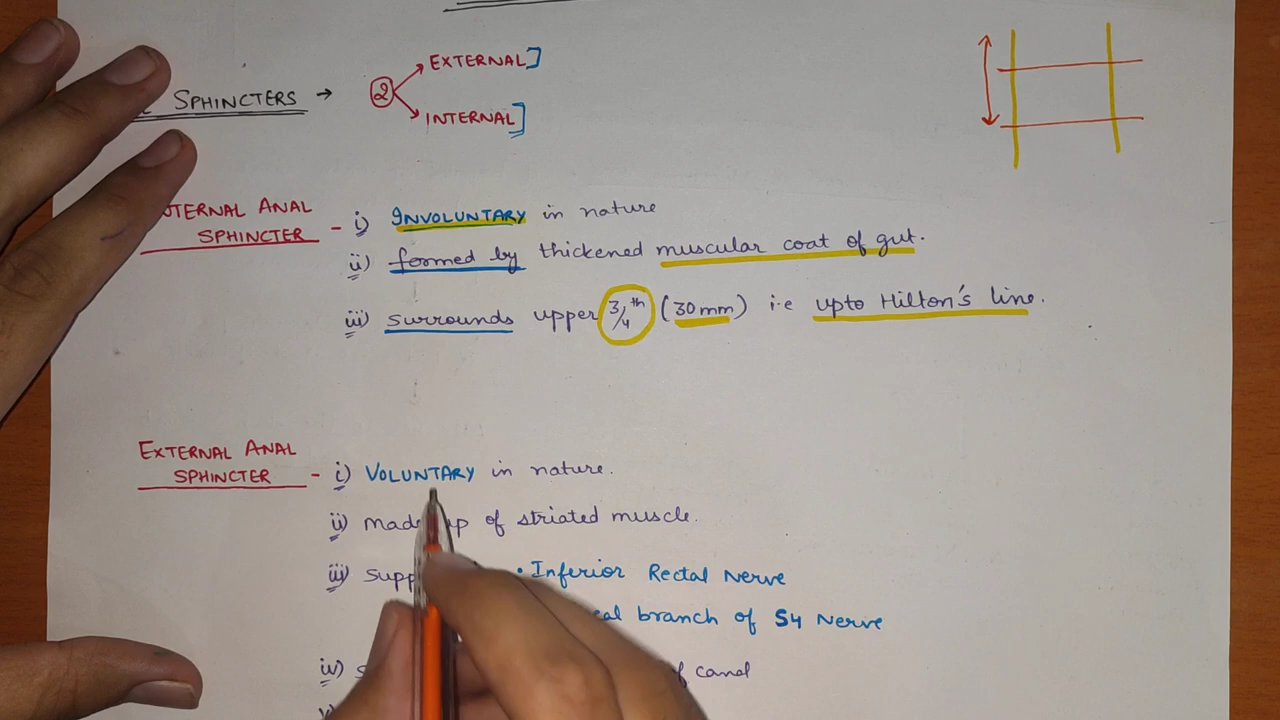 SPHINCTERS → 2 EXTERNAL]
INTERNAL]
ANAL
SPHINCTER - i) INVOLUNTARY in nature
ii) formed by thickened muscular coat of gut.
iii) surrounds upper 3/4th (30mm) i.e upto Hilton's line.
EXTERNAL ANAL
SPHINCTER - i) VOLUNTARY in nature.
ii) made up of striated muscle.
iii) • Inferior Rectal Nerve
branch of S4 Nerve
iv) canal